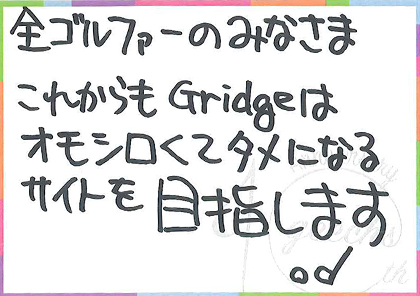 全ゴルファーのみなさま
これからもGridgeは
オモシロくてタメになる
サイトを目指します
.od